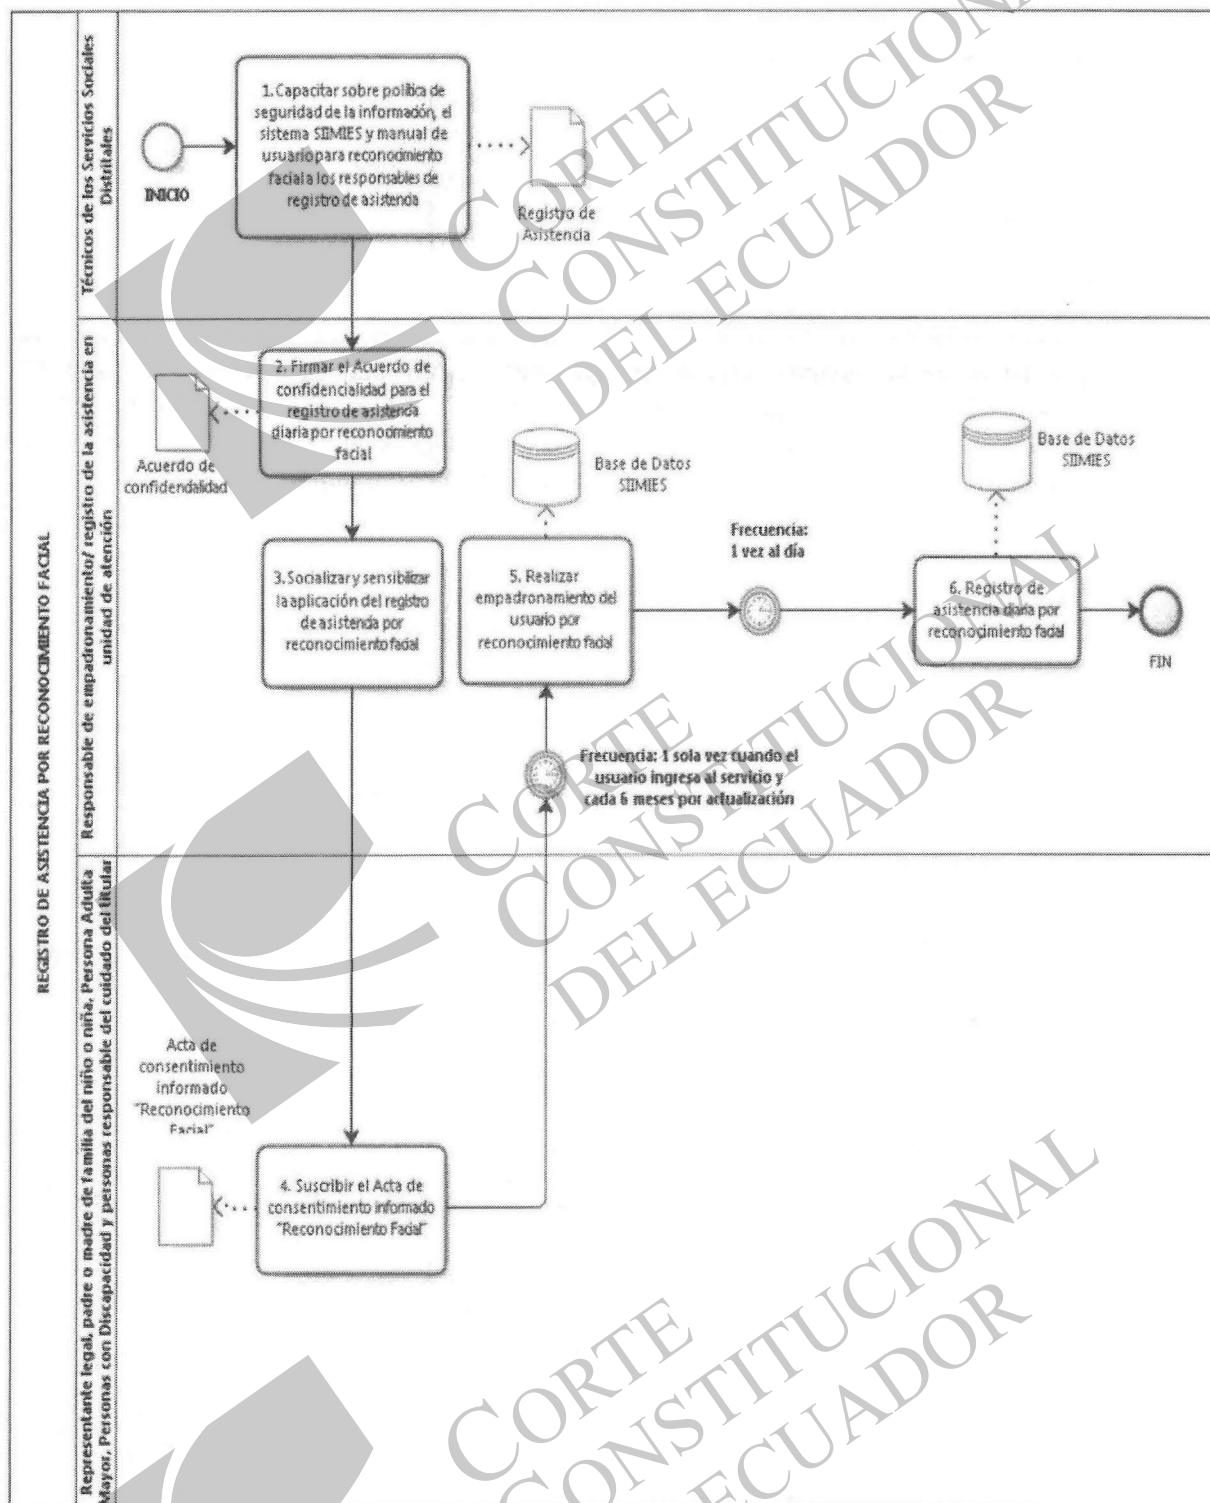 REGISTRO DE ASISTENCIA POR RECONOCIMIENTO FACIAL
Técnicos de los Servicios Sociales
Distritales
INICIO
1. Capacitar sobre política de
seguridad de la información, el
sistema SIIMIES y manual de
usuario para reconocimiento
facial a los responsables de
registro de asistencia
Registro de
Asistencia
Responsable de empadronamiento/ registro de la asistencia en
unidad de atención
2. Firmar el Acuerdo de
confidencialidad para el
registro de asistencia
diaria por reconocimiento
facial
Acuerdo de
confidencialidad
3. Socializar y sensibilizar
la aplicación del registro
de asistencia por
reconocimiento facial
Base de Datos
SIIMIES
5. Realizar
empadronamiento del
usuario por
reconocimiento facial
Frecuencia:
1 vez al día
Base de Datos
SIIMIES
6. Registro de
asistencia diaria por
reconocimiento facial
FIN
Frecuencia: 1 sola vez cuando el
usuario ingresa al servicio y
cada 6 meses por actualización
Representante legal, padre o madre de familia del niño o niña, Persona Adulta
Mayor, Personas con Discapacidad y personas responsable del cuidado del titular
Acta de
consentimiento
informado
"Reconocimiento
Facial"
4. Suscribir el Acta de
consentimiento informado
"Reconocimiento Facial"
CORTE
CONSTITUCIONAL
DEL ECUADOR
CORTE
CONSTITUCIONAL
DEL ECUADOR
CORTE
CONSTITUCIONAL
DEL ECUADOR